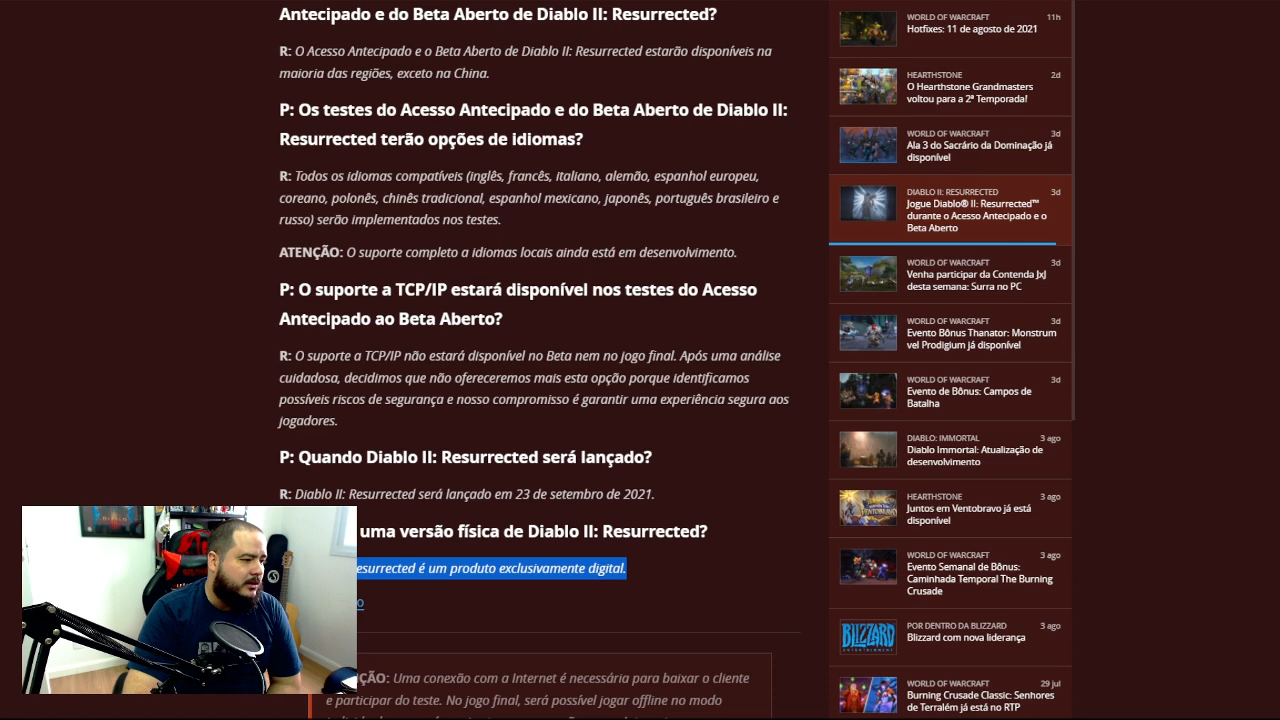 Antecipado e do Beta Aberto de Diablo II: Resurrected?
R: O Acesso Antecipado e o Beta Aberto de Diablo II: Resurrected estarão disponíveis na
maioria das regiões, exceto na China.
P: Os testes do Acesso Antecipado e do Beta Aberto de Diablo II:
Resurrected terão opções de idiomas?
R: Todos os idiomas compatíveis (inglês, francês, italiano, alemão, espanhol europeu,
coreano, polonês, chinês tradicional, espanhol mexicano, japonês, português brasileiro e
russo) serão implementados nos testes.
ATENÇÃO: O suporte completo a idiomas locais ainda está em desenvolvimento.
P: O suporte a TCP/IP estará disponível nos testes do Acesso
Antecipado ao Beta Aberto?
R: O suporte a TCP/IP não estará disponível no Beta nem no jogo final. Após uma análise
cuidadosa, decidimos que não ofereceremos mais esta opção porque identificamos
possíveis riscos de segurança e nosso compromisso é garantir uma experiência segura aos
jogadores.
P: Quando Diablo II: Resurrected será lançado?
R: Diablo II: Resurrected será lançado em 23 de setembro de 2021.
uma versão física de Diablo II: Resurrected?
esurrected é um produto exclusivamente digital.
o
ÇÃO: Uma conexão com a Internet é necessária para baixar o cliente
e participar do teste. No jogo final, será possível jogar offline no modo
WORLD OF WARCRAFT 11h
Hotfixes: 11 de agosto de 2021
HEARTHSTONE 2d
O Hearthstone Grandmasters
voltou para a 2ª Temporada!
WORLD OF WARCRAFT 3d
Ala 3 do Sacrário da Dominação já
disponível
DIABLO II: RESURRECTED 3d
Jogue Diablo® II: Resurrected™
durante o Acesso Antecipado e o
Beta Aberto
WORLD OF WARCRAFT 3d
Venha participar da Contenda JxJ
desta semana: Surra no PC
WORLD OF WARCRAFT 3d
Evento Bônus Thanator: Monstrum
vel Prodigium já disponível
WORLD OF WARCRAFT 3d
Evento de Bônus: Campos de
Batalha
DIABLO: IMMORTAL 3 ago
Diablo Immortal: Atualização de
desenvolvimento
HEARTHSTONE 3 ago
Juntos em Ventobravo já está
disponível
WORLD OF WARCRAFT 3 ago
Evento Semanal de Bônus:
Caminhada Temporal The Burning
Crusade
POR DENTRO DA BLIZZARD 3 ago
Blizzard com nova liderança
BLIZZARD
ENTERTAINMENT
WORLD OF WARCRAFT 29 jul
Burning Crusade Classic: Senhores
de Terralém já está no RTP